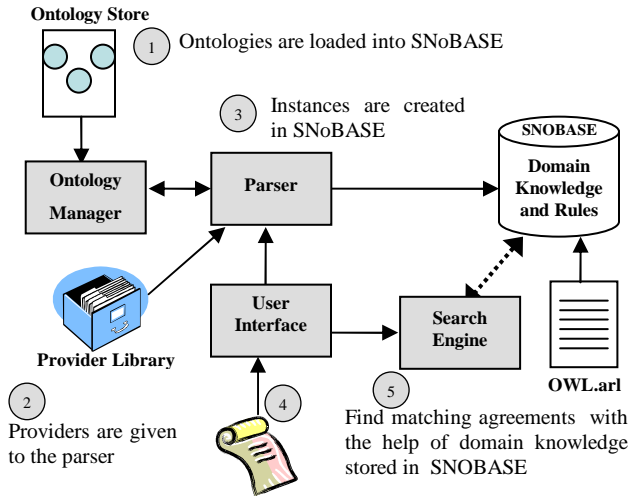 Ontology Store
1
Ontologies are loaded into SNoBASE
3
Instances are created
in SNoBASE
Ontology
Manager
Parser
SNOBASE
Domain
Knowledge
and Rules
User
Interface
Search
Engine
Provider Library
OWL.arl
2
Providers are given
to the parser
4
5
Find matching agreements with
the help of domain knowledge
stored in SNOBASE